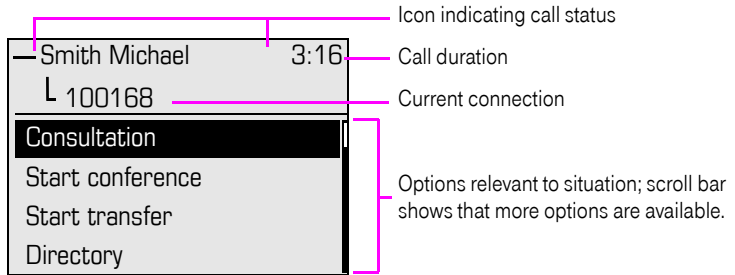 Icon indicating call status
Smith Michael 3:16
Call duration
100168
Current connection
Consultation
Start conference
Start transfer
Directory
Options relevant to situation; scroll bar
shows that more options are available.